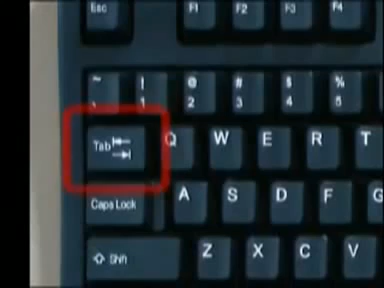 Esc F1 F2 F3 F4
~ ! @ # $ %
` 1 2 3 4 5
Tab Q W E R T
Caps Lock A S D F G
Shift Z X C V